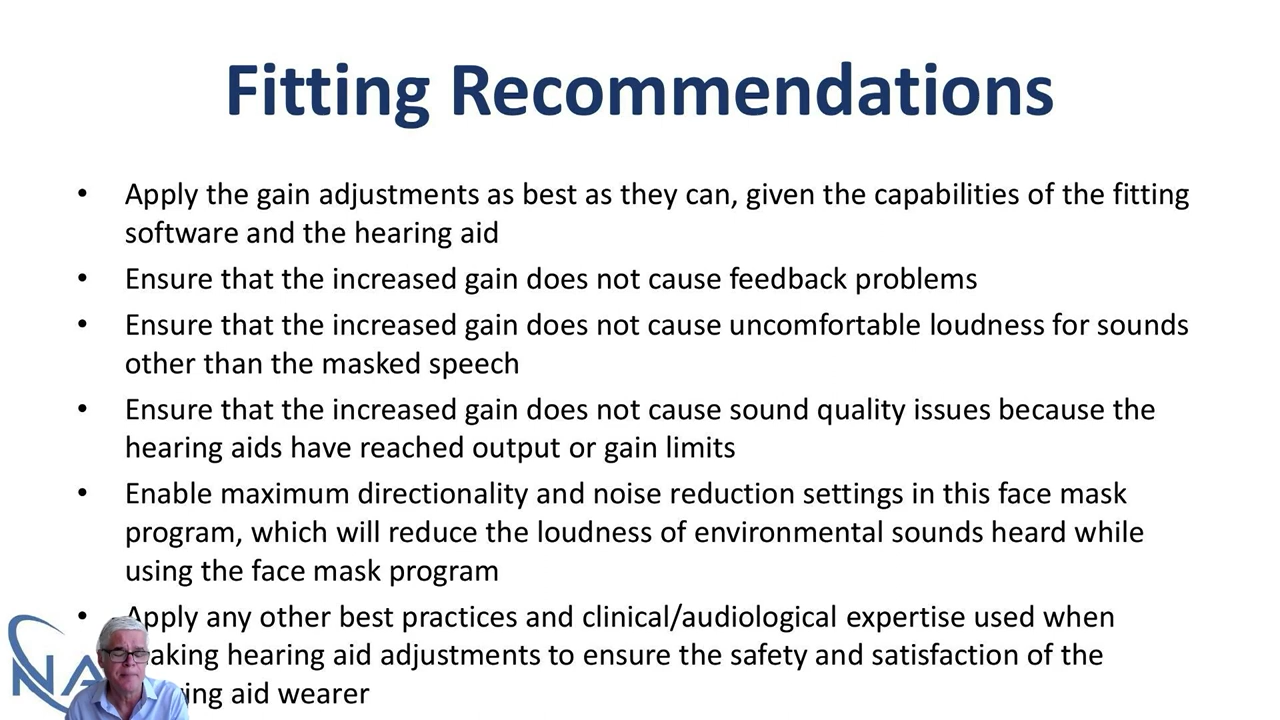 Fitting Recommendations
• Apply the gain adjustments as best as they can, given the capabilities of the fitting
software and the hearing aid
• Ensure that the increased gain does not cause feedback problems
• Ensure that the increased gain does not cause uncomfortable loudness for sounds
other than the masked speech
• Ensure that the increased gain does not cause sound quality issues because the
hearing aids have reached output or gain limits
• Enable maximum directionality and noise reduction settings in this face mask
program, which will reduce the loudness of environmental sounds heard while
using the face mask program
• Apply any other best practices and clinical/audiological expertise used when
hearing aid adjustments to ensure the safety and satisfaction of the
aid wearer